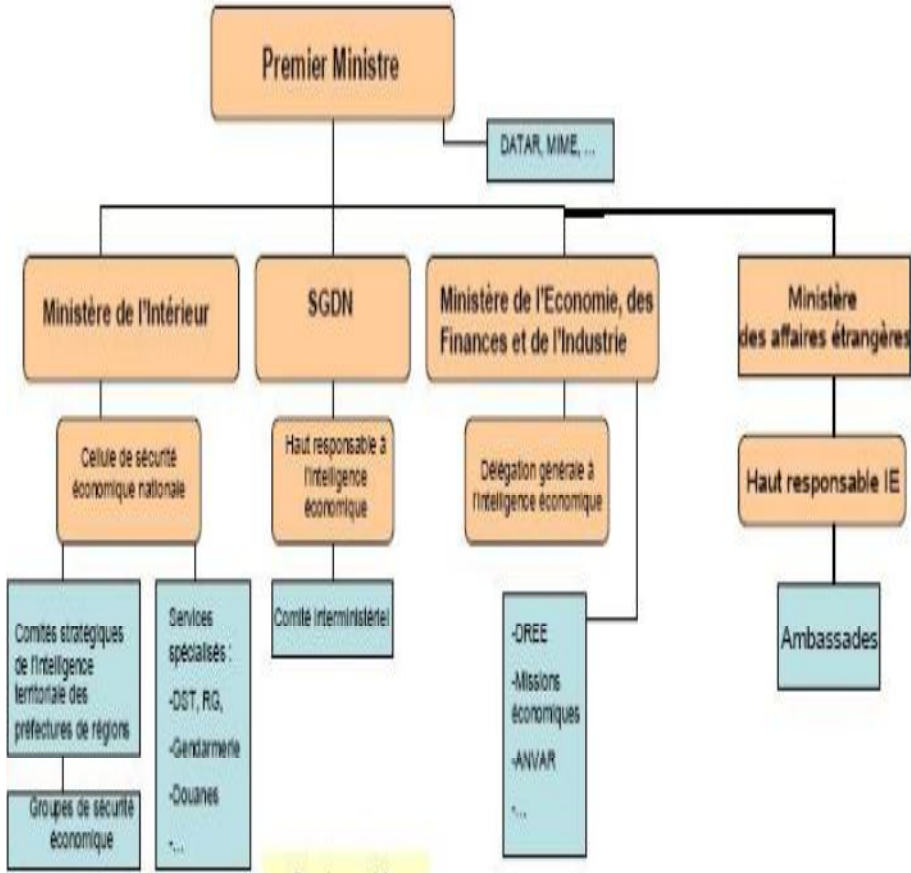 Premier Ministre
DATAR, MIME, ...
Ministère de l'Intérieur
SGDN
Ministère de l'Economie, des
Finances et de l'Industrie
Ministère
des affaires étrangères
Cellule de sécurité
économique nationale
Haut responsable à
l'intelligence
économique
Délégation générale à
l'intelligence économique
Haut responsable IE
Comités stratégiques
de l'intelligence
territoriale des
préfectures de régions
Services
spécialisés :
-DST, RG,
-Gendarmerie
-Douanes
-...
Comité interministériel
-DREE
-Missions
économiques
-ANVAR
-...
Ambassades
Groupes de sécurité
économique